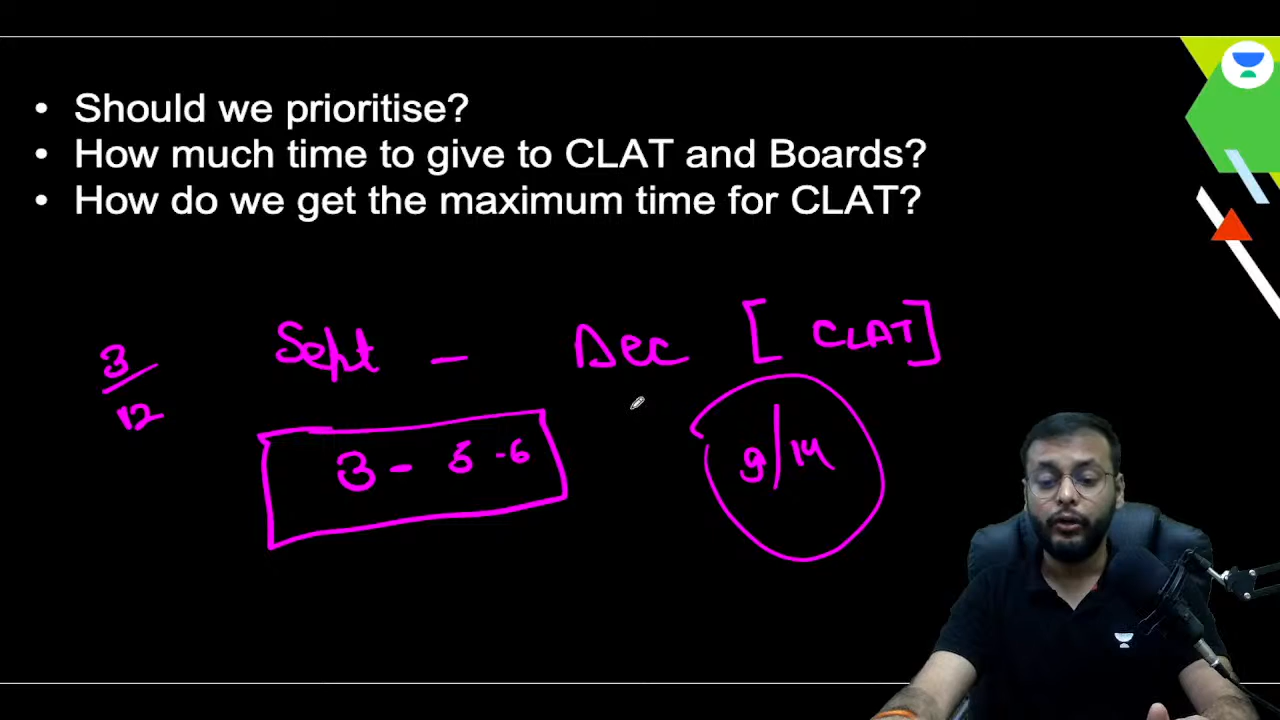 • Should we prioritise?
• How much time to give to CLAT and Boards?
• How do we get the maximum time for CLAT?
3/12
Sept - Dec [CLAT]
3 - 5 - 6
9/14